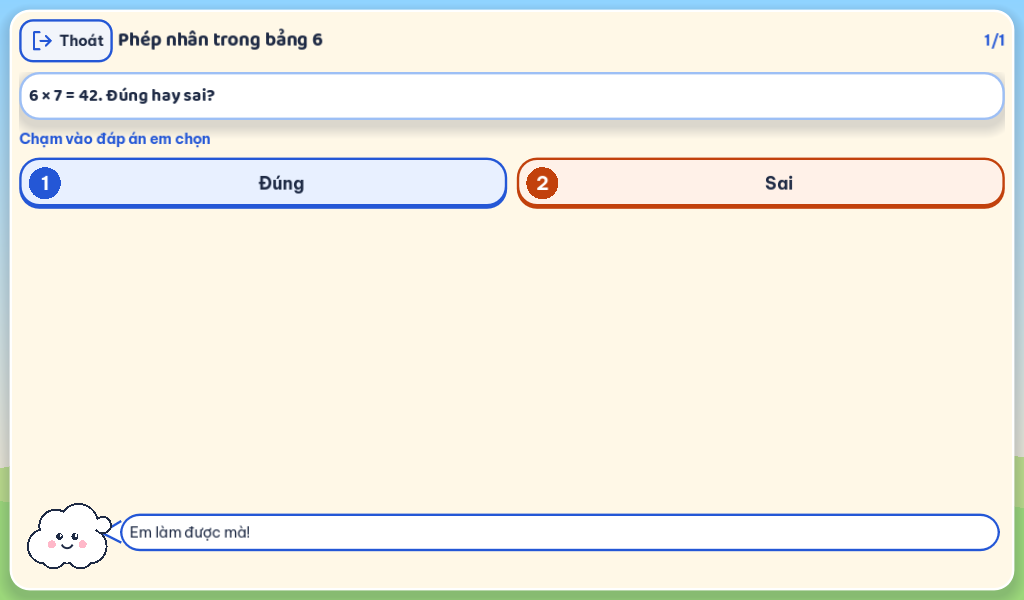 Thoát
Phép nhân trong bảng 6
1/1
6 × 7 = 42. Đúng hay sai?
Chạm vào đáp án em chọn
1 Đúng
2 Sai
Em làm được mà!